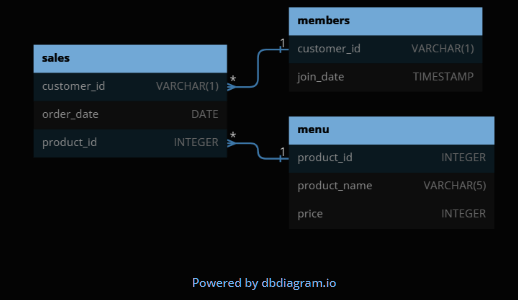 members
customer_id VARCHAR(1)
join_date TIMESTAMP
sales
customer_id VARCHAR(1)
order_date DATE
product_id INTEGER
* 1
* 1
menu
product_id INTEGER
product_name VARCHAR(5)
price INTEGER
Powered by dbdiagram.io